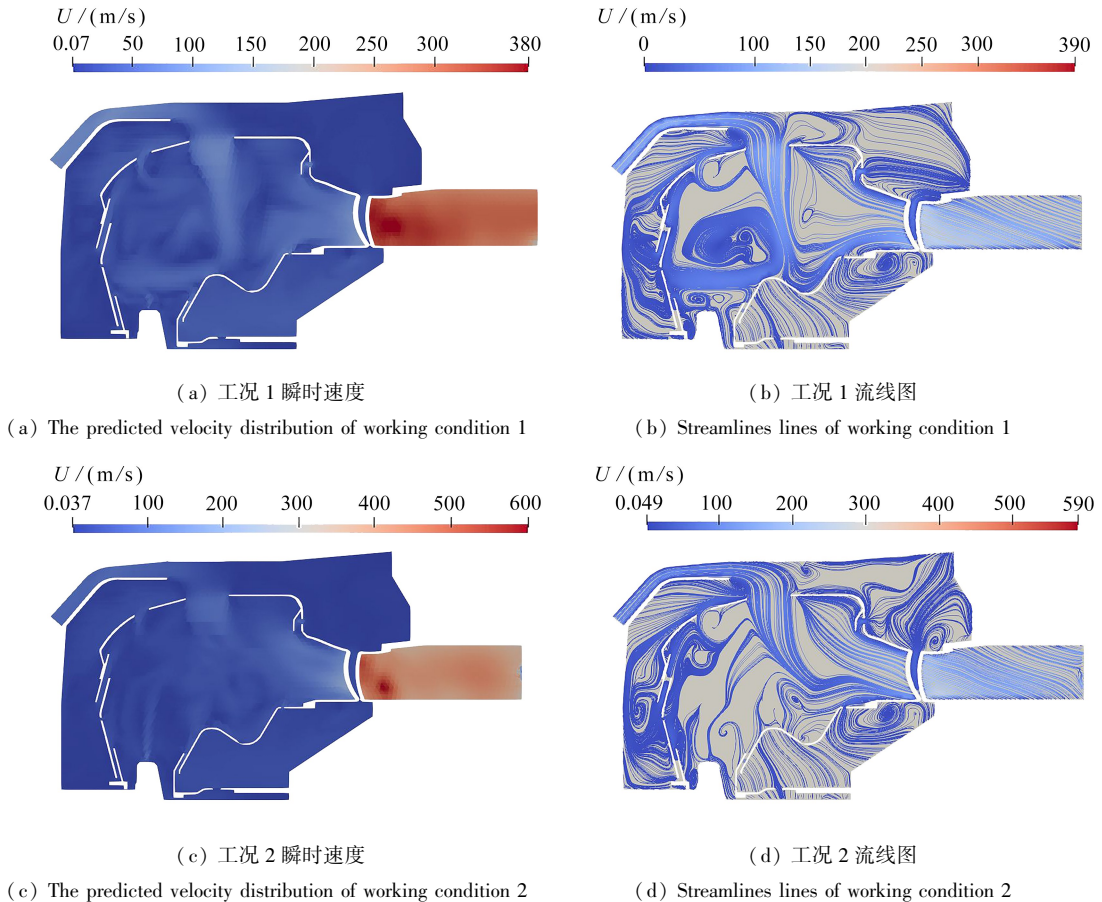 U / (m/s)
0.07 50 100 150 200 250 300 380
U / (m/s)
0 100 150 200 250 300 390
(a) 工况 1 瞬时速度
(b) 工况 1 流线图
(a) The predicted velocity distribution of working condition 1
(b) Streamlines lines of working condition 1
U / (m/s)
0.037 100 200 300 400 500 600
U / (m/s)
0.049 100 200 300 400 500 590
(c) 工况 2 瞬时速度
(d) 工况 2 流线图
(c) The predicted velocity distribution of working condition 2
(d) Streamlines lines of working condition 2